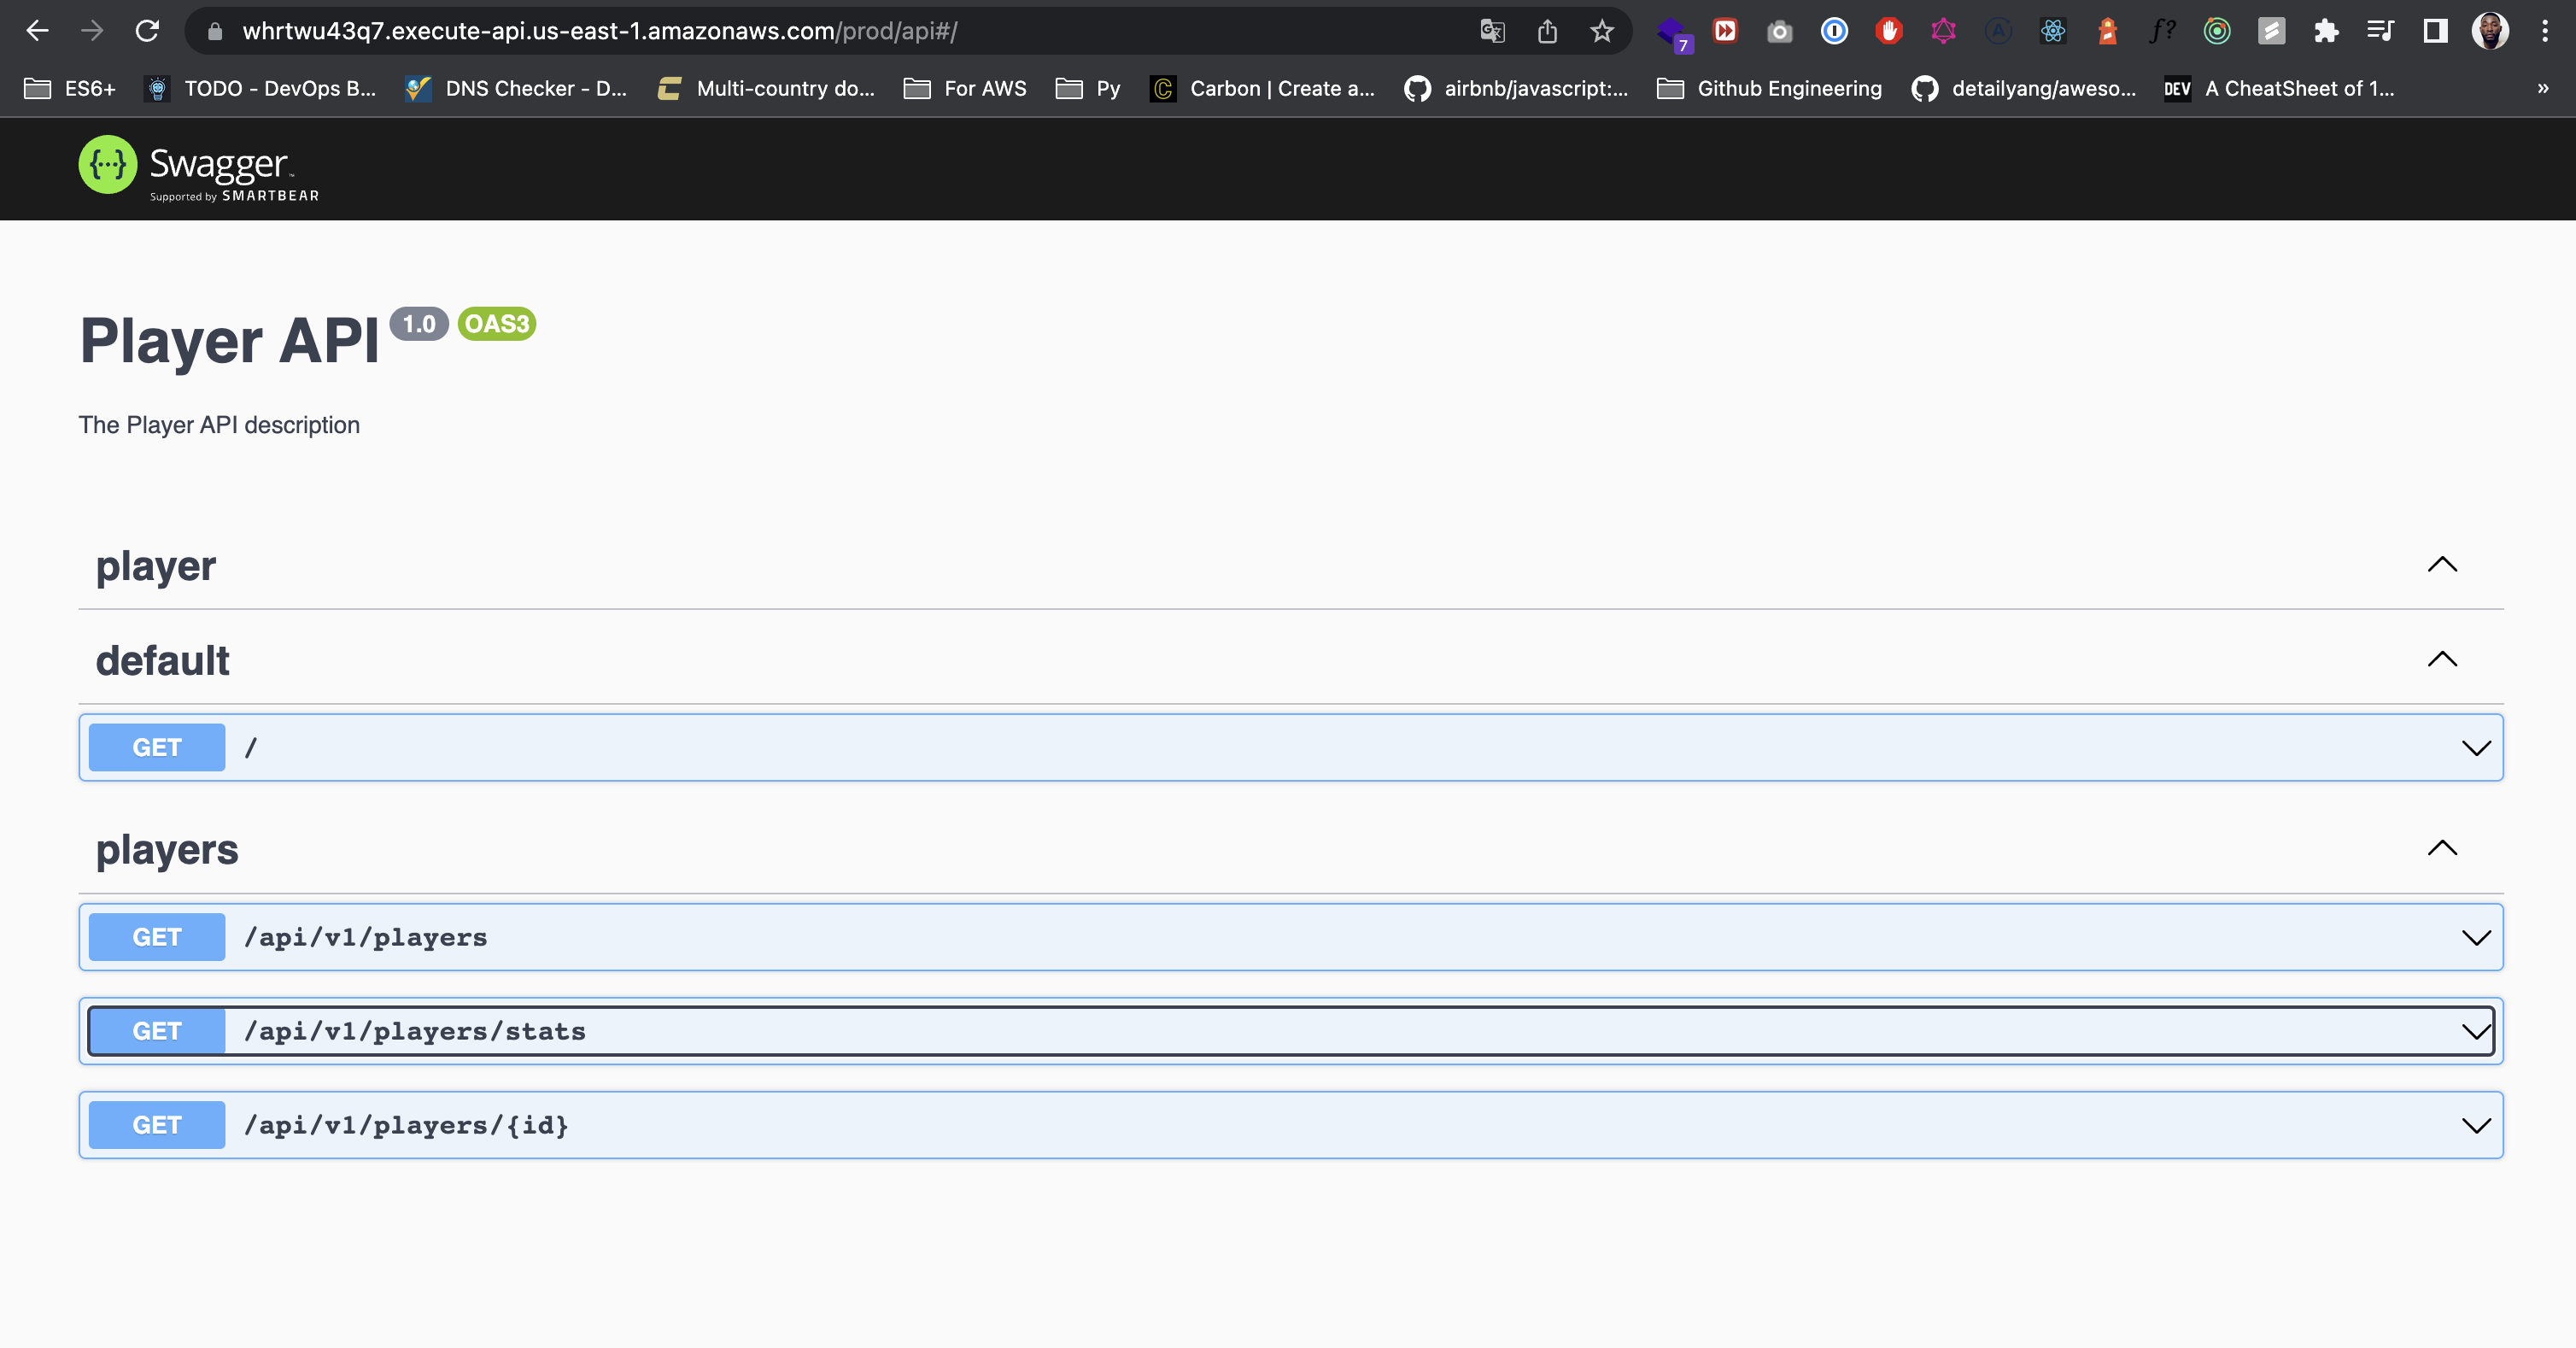 whrtwu43q7.execute-api.us-east-1.amazonaws.com/prod/api#/
7
ƒ?
ES6+ TODO - DevOps B... DNS Checker - D... Multi-country do... For AWS Py Carbon | Create a... airbnb/javascript:... Github Engineering detailyang/aweso... DEV A CheatSheet of 1... »
{···} Swagger™
Supported by SMARTBEAR
Player API 1.0 OAS3
The Player API description
player
default
GET /
players
GET /api/v1/players
GET /api/v1/players/stats
GET /api/v1/players/{id}